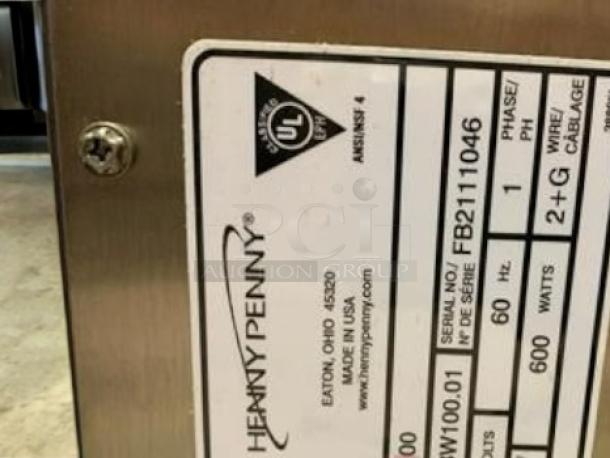 HENNY PENNY®
CLASSIFIED
UL
EPH
ANSI/NSF 4
EATON, OHIO 45320
MADE IN USA
www.hennypenny.com
00
W100.01
SERIAL NO./
N° DE SÉRIE FB2111046
60 HZ.
1 PHASE/
PH
600 WATTS
2+G WIRE/
CÂBLAGE
PCI
AUCTION GROUP